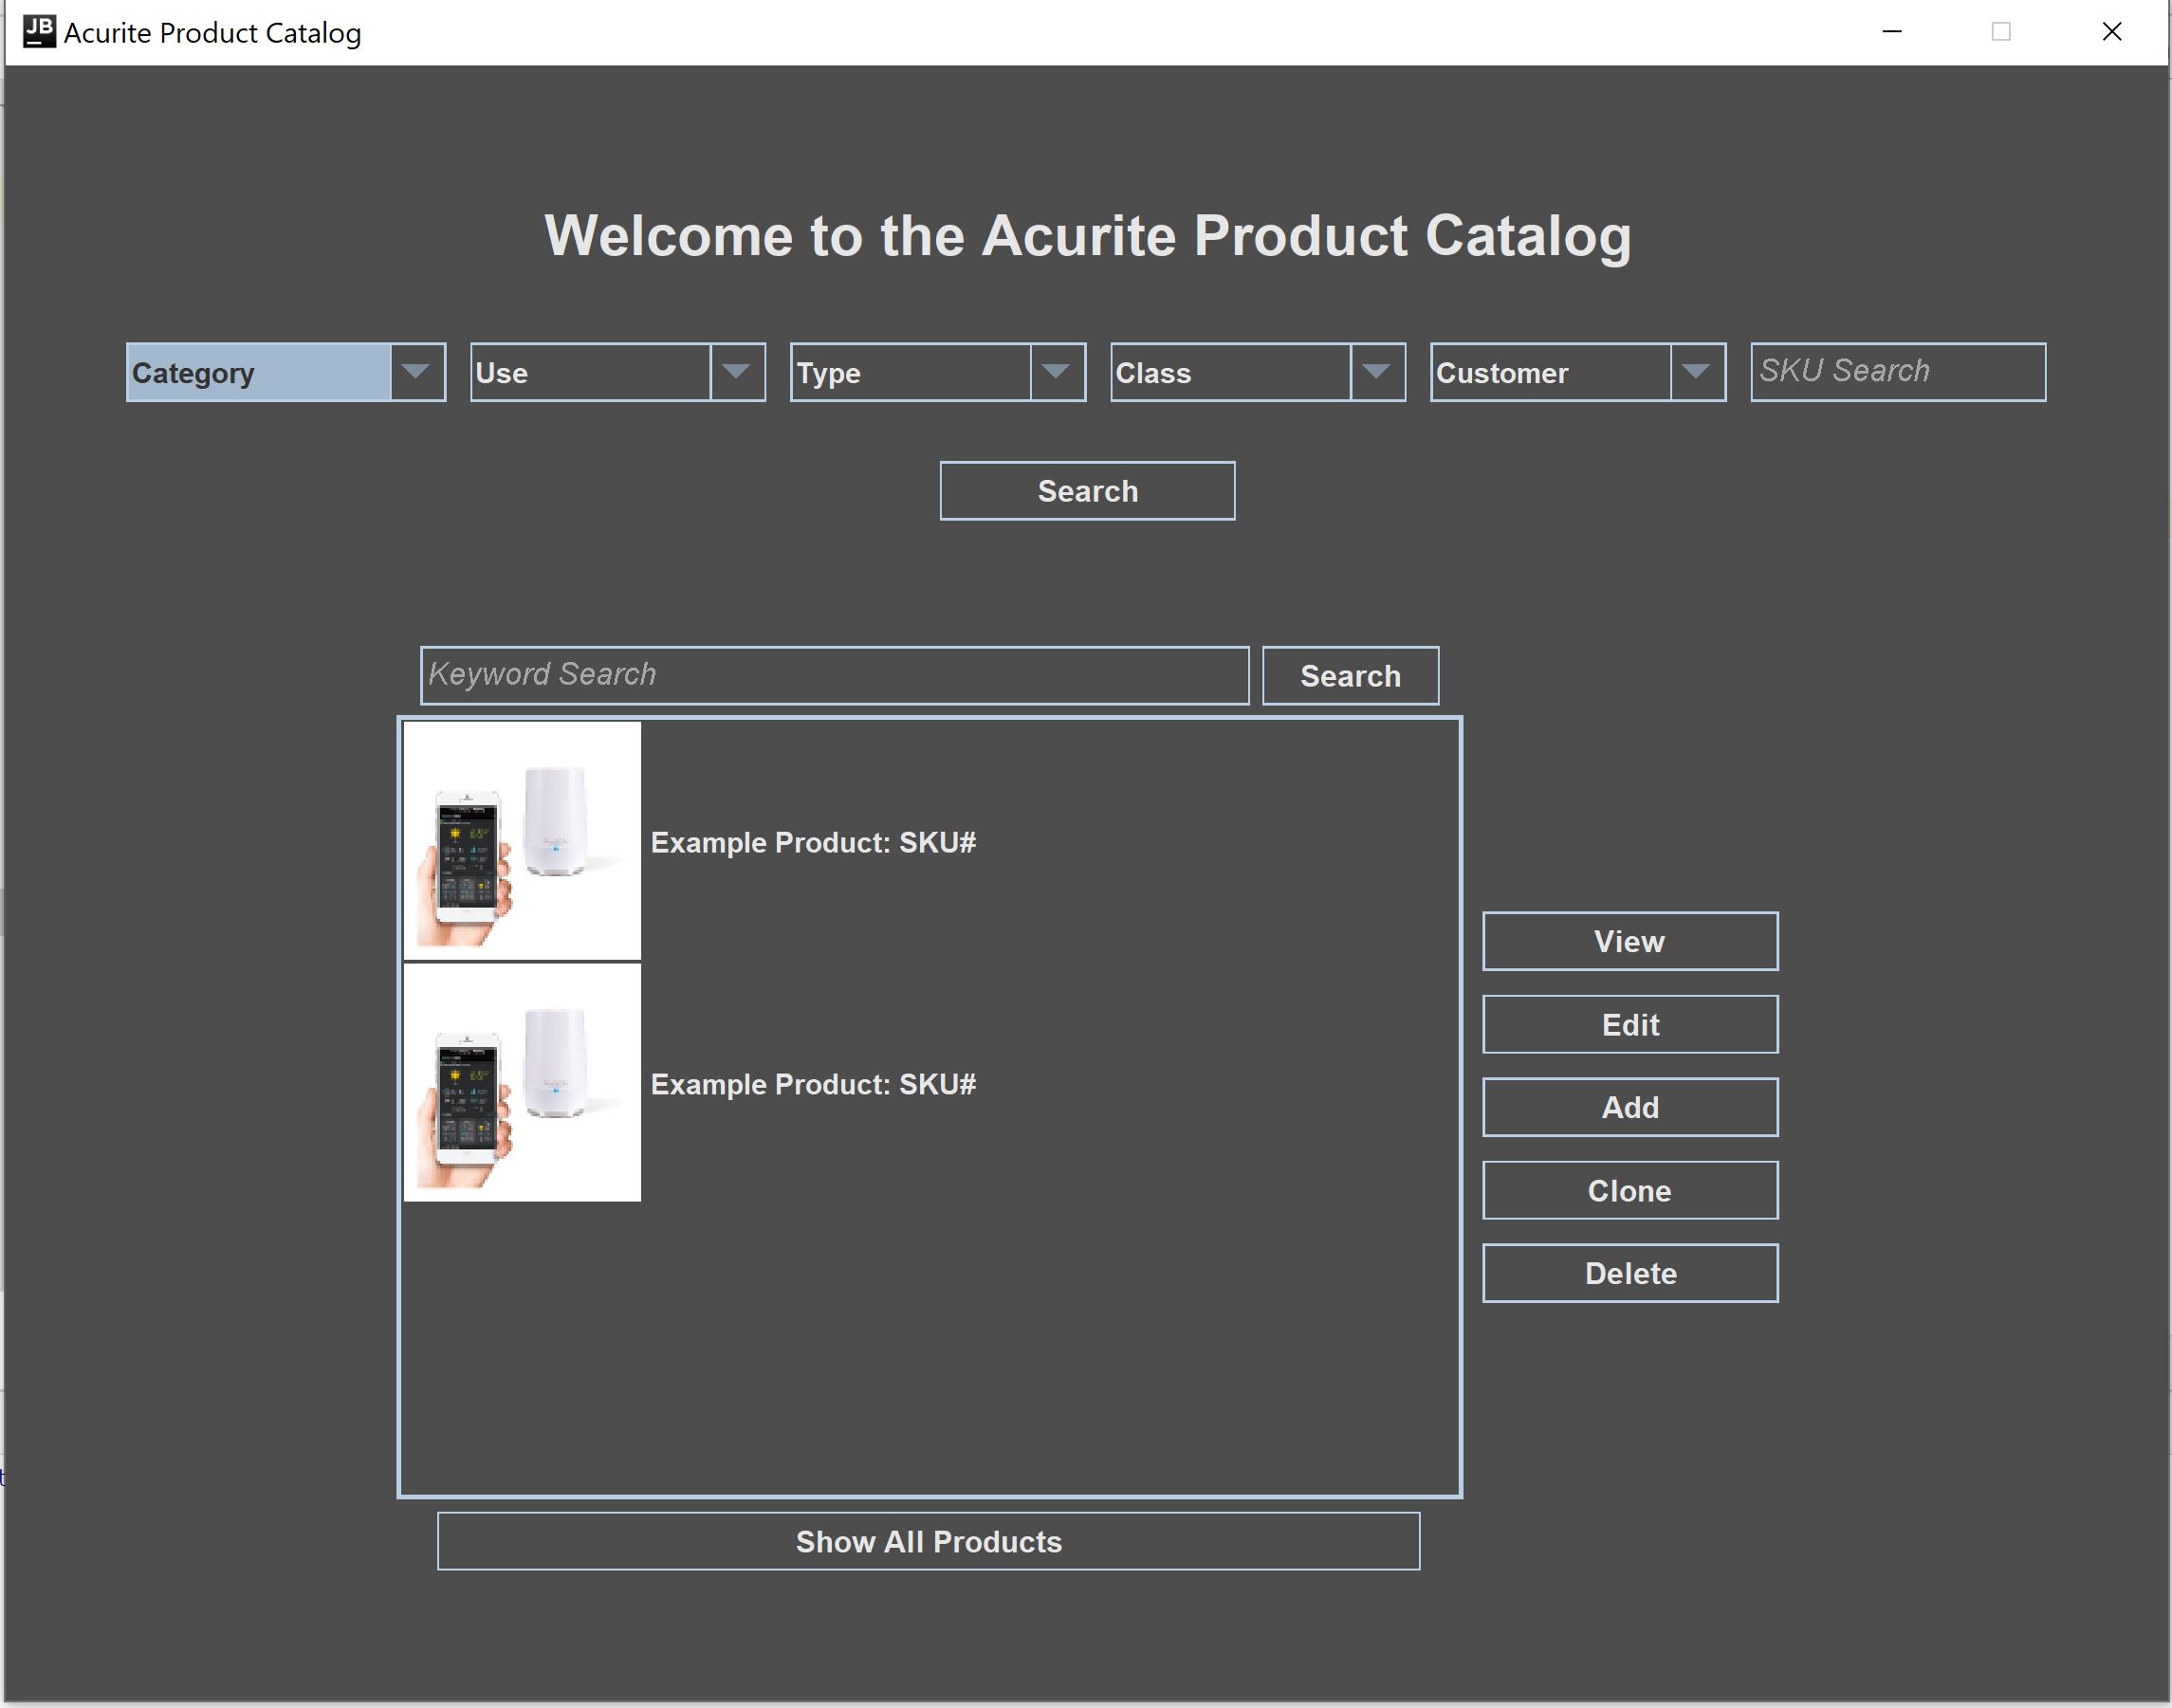 JB Acurite Product Catalog
Welcome to the Acurite Product Catalog
Category Use Type Class Customer SKU Search
Search
Keyword Search Search
Example Product: SKU#
Example Product: SKU#
View
Edit
Add
Clone
Delete
Show All Products